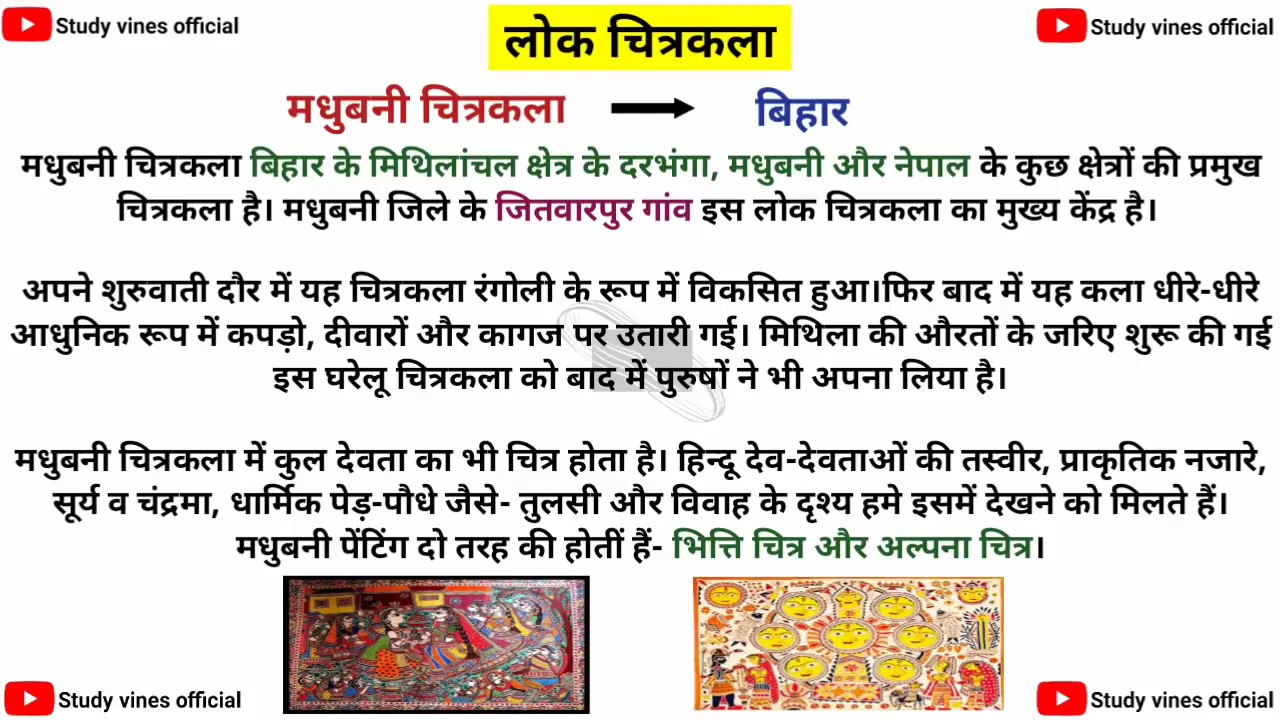 Study vines official
लोक चित्रकला
Study vines official
मधुबनी चित्रकला
बिहार
मधुबनी चित्रकला बिहार के मिथिलांचल क्षेत्र के दरभंगा, मधुबनी और नेपाल के कुछ क्षेत्रों की प्रमुख
चित्रकला है। मधुबनी जिले के जितवारपुर गांव इस लोक चित्रकला का मुख्य केंद्र है।
अपने शुरुवाती दौर में यह चित्रकला रंगोली के रूप में विकसित हुआ।फिर बाद में यह कला धीरे-धीरे
आधुनिक रूप में कपड़ो, दीवारों और कागज पर उतारी गई। मिथिला की औरतों के जरिए शुरू की गई
इस घरेलू चित्रकला को बाद में पुरुषों ने भी अपना लिया है।
मधुबनी चित्रकला में कुल देवता का भी चित्र होता है। हिन्दू देव-देवताओं की तस्वीर, प्राकृतिक नजारे,
सूर्य व चंद्रमा, धार्मिक पेड़-पौधे जैसे- तुलसी और विवाह के दृश्य हमे इसमें देखने को मिलते हैं।
मधुबनी पेंटिंग दो तरह की होतीं हैं- भित्ति चित्र और अल्पना चित्र।
Study vines official
Study vines official